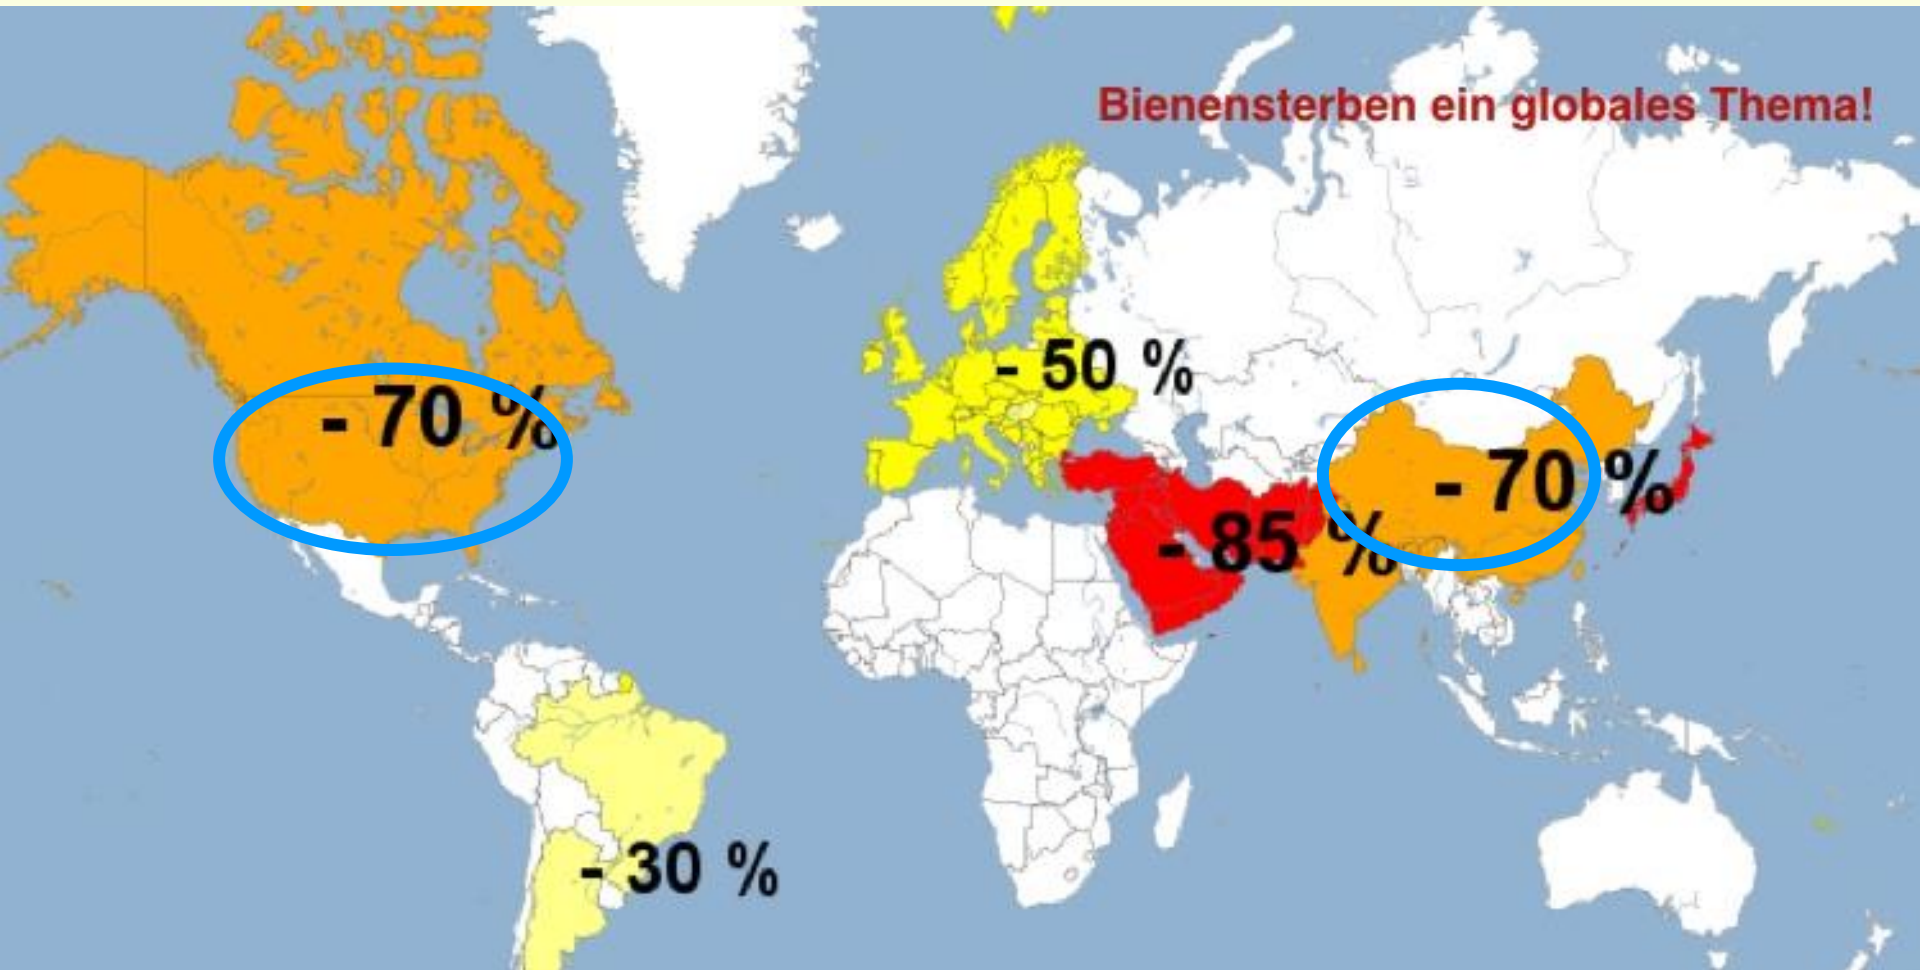 Bienensterben ein globales Thema!
- 50 %
- 70 %
- 70 %
- 85 %
- 30 %